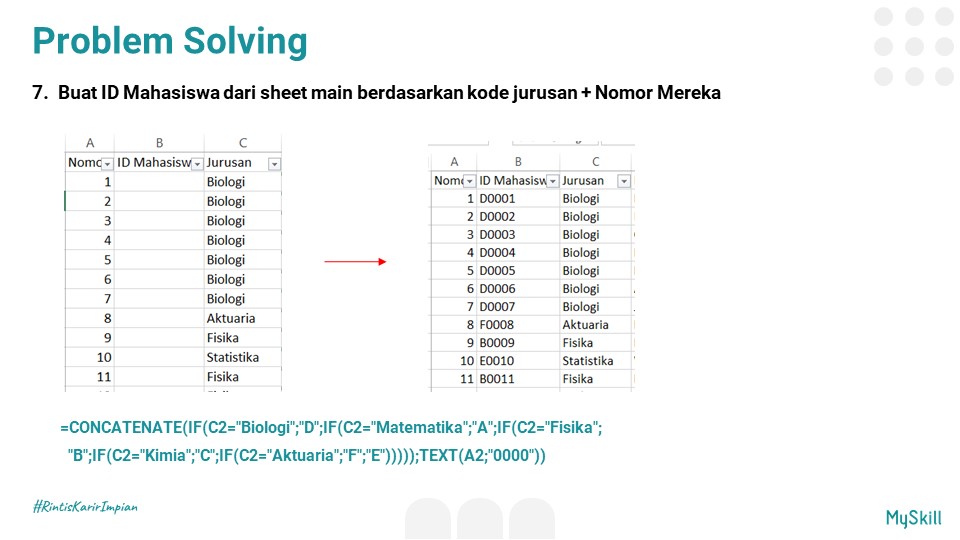 Problem Solving
7. Buat ID Mahasiswa dari sheet main berdasarkan kode jurusan + Nomor Mereka
A B C
Nomo ID Mahasisw Jurusan
1 Biologi
2 Biologi
3 Biologi
4 Biologi
5 Biologi
6 Biologi
7 Biologi
8 Aktuaria
9 Fisika
10 Statistika
11 Fisika
A B C
Nomo ID Mahasisw Jurusan
1 D0001 Biologi
2 D0002 Biologi
3 D0003 Biologi
4 D0004 Biologi
5 D0005 Biologi
6 D0006 Biologi
7 D0007 Biologi
8 F0008 Aktuaria
9 B0009 Fisika
10 E0010 Statistika
11 B0011 Fisika
=CONCATENATE(IF(C2="Biologi";"D";IF(C2="Matematika";"A";IF(C2="Fisika";
"B";IF(C2="Kimia";"C";IF(C2="Aktuaria";"F";"E")))));TEXT(A2;"0000"))
#RintisKarirImpian
MySkill